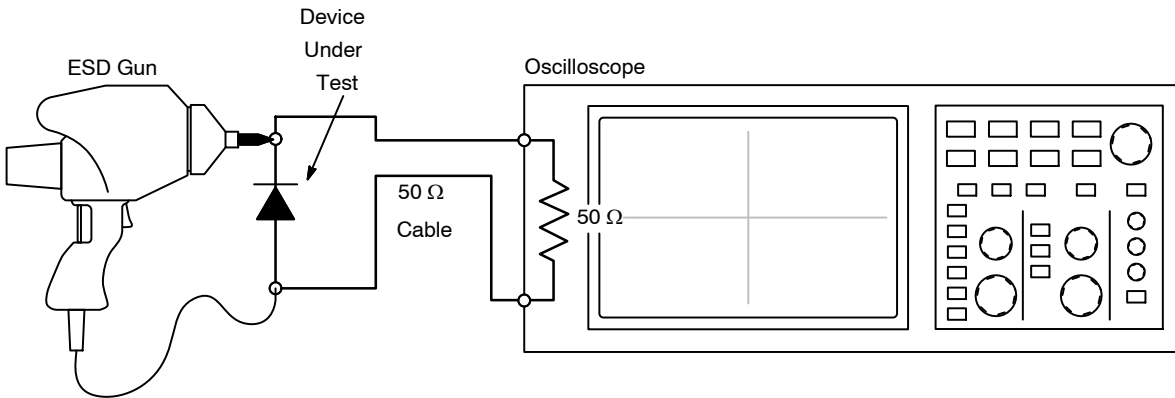 Device
Under
Test
ESD Gun
Oscilloscope
50 Ω
Cable
50 Ω